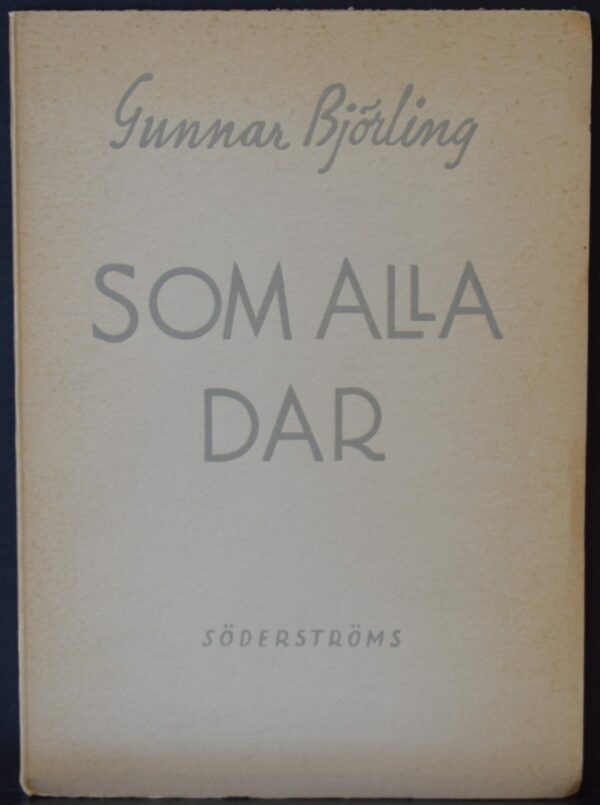 Gunnar Björling
SOM ALLA
DAR
SÖDERSTRÖMS